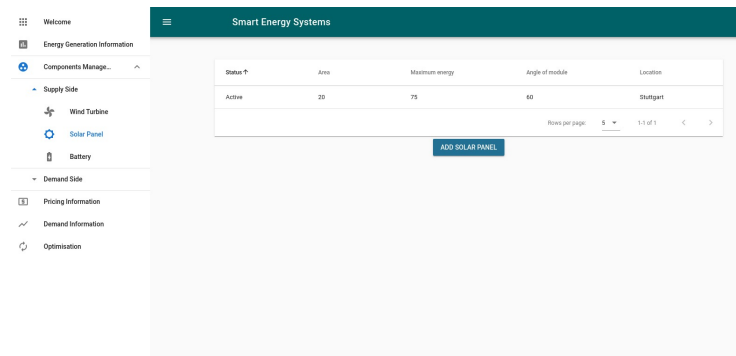 Welcome
Energy Generation Information
Components Manage...
Supply Side
Wind Turbine
Solar Panel
Battery
Demand Side
Pricing Information
Demand Information
Optimisation
Smart Energy Systems
Status Area Maximum energy Angle of module Location
Active 20 75 60 Stuttgart
Rows per page: 5 1-1 of 1
ADD SOLAR PANEL